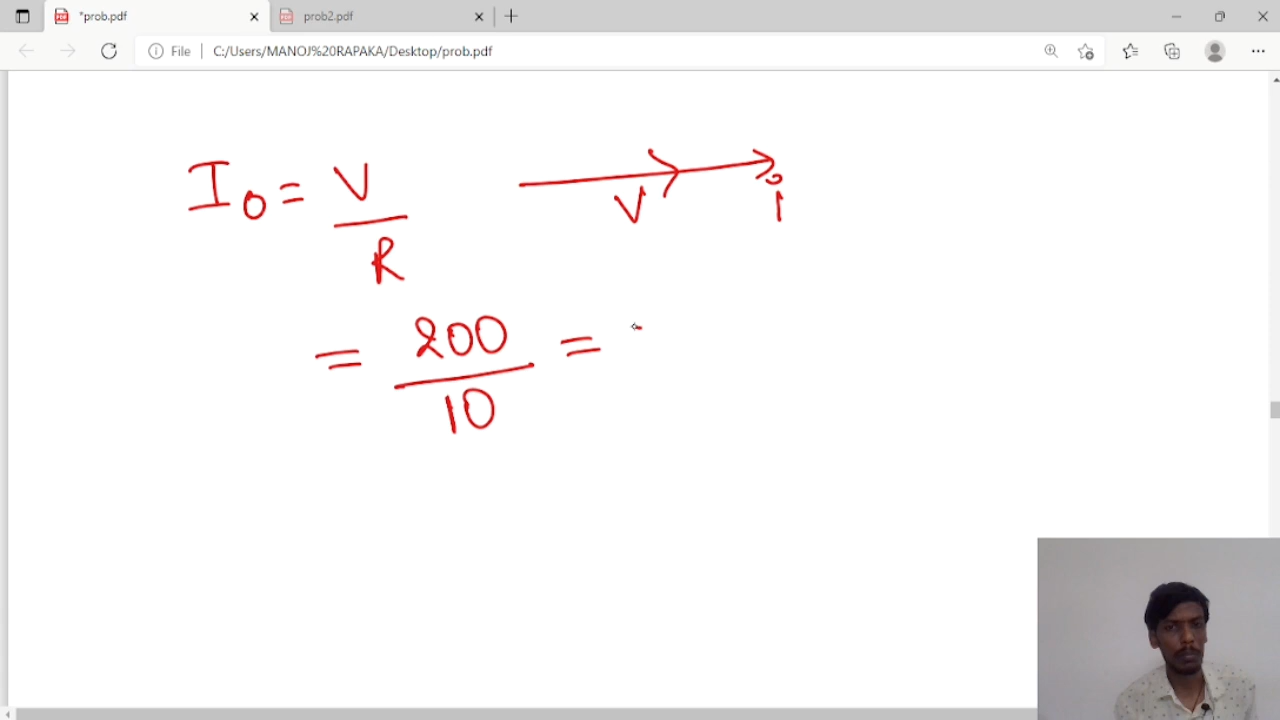 *prob.pdf
prob2.pdf
File
C:/Users/MANOJ%20RAPAKA/Desktop/prob.pdf
I₀ = V/R
V
i
= 200/10 =